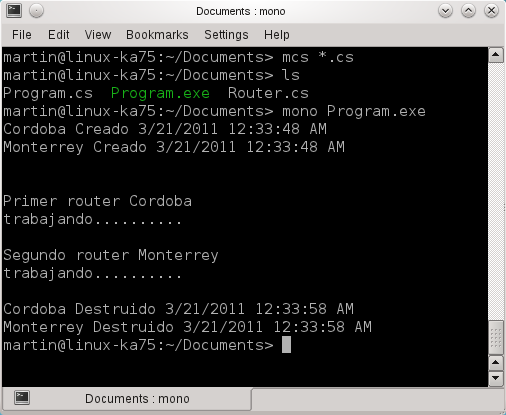 Documents : mono
File Edit View Bookmarks Settings Help
martin@linux-ka75:~/Documents> mcs *.cs
martin@linux-ka75:~/Documents> ls
Program.cs  Program.exe  Router.cs
martin@linux-ka75:~/Documents> mono Program.exe
Cordoba Creado 3/21/2011 12:33:48 AM
Monterrey Creado 3/21/2011 12:33:48 AM
Primer router Cordoba
trabajando..........
Segundo router Monterrey
trabajando..........
Cordoba Destruido 3/21/2011 12:33:58 AM
Monterrey Destruido 3/21/2011 12:33:58 AM
martin@linux-ka75:~/Documents>
Documents : mono